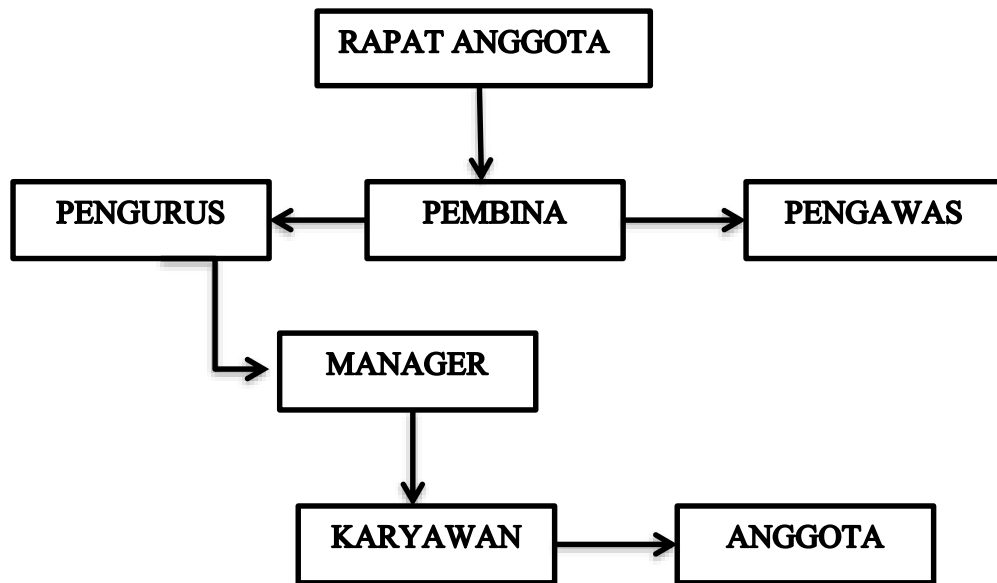 RAPAT ANGGOTA
PENGURUS
PEMBINA
PENGAWAS
MANAGER
KARYAWAN
ANGGOTA